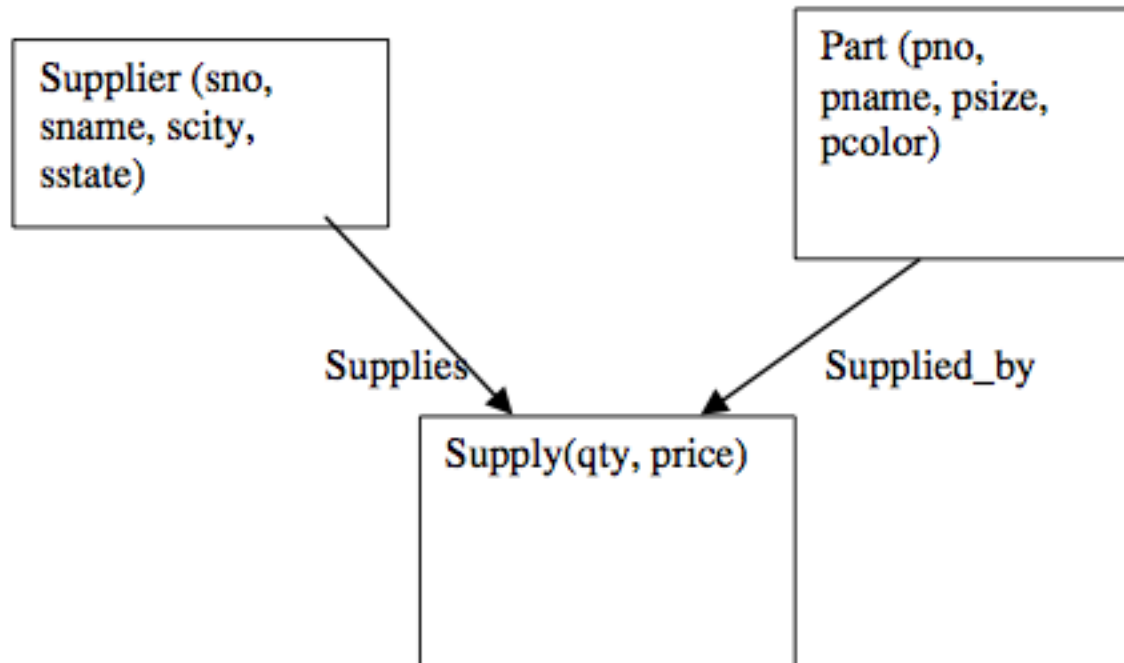 Supplier (sno,
sname, scity,
sstate)
Part (pno,
pname, psize,
pcolor)
Supplies
Supplied_by
Supply(qty, price)